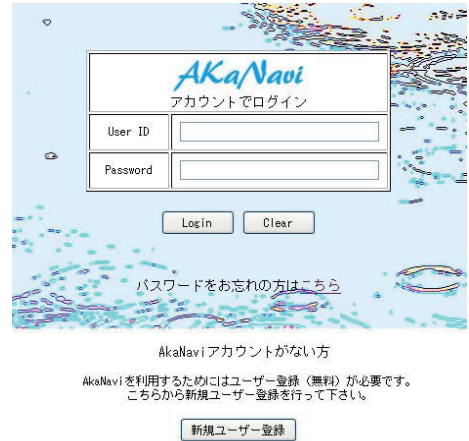 AKaNavi
アカウントでログイン
User ID
Password
Login Clear
パスワードをお忘れの方はこちら
AkaNaviアカウントがない方
AkaNaviを利用するためにはユーザー登録（無料）が必要です。
こちらから新規ユーザー登録を行って下さい。
新規ユーザー登録